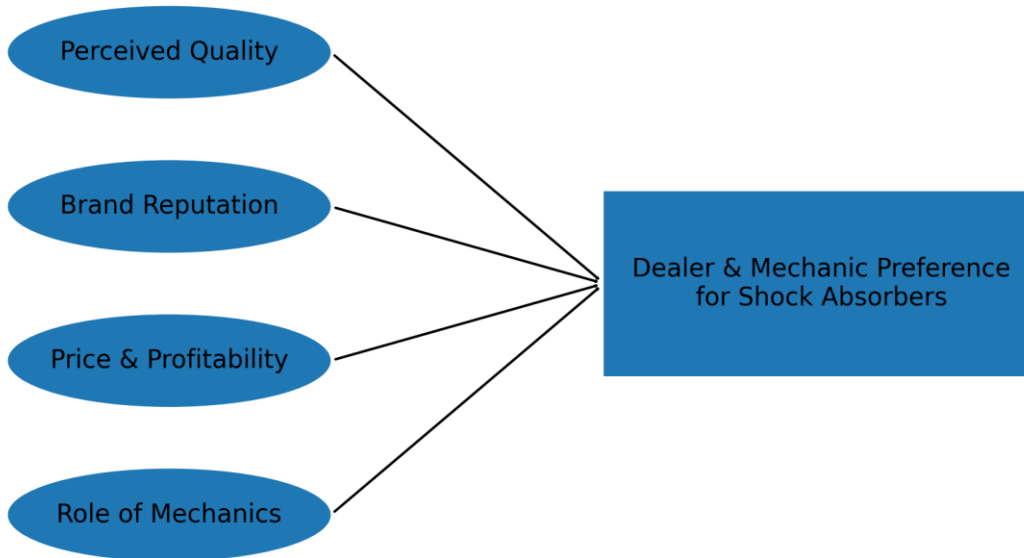 Perceived Quality
Brand Reputation
Dealer & Mechanic Preference
for Shock Absorbers
Price & Profitability
Role of Mechanics